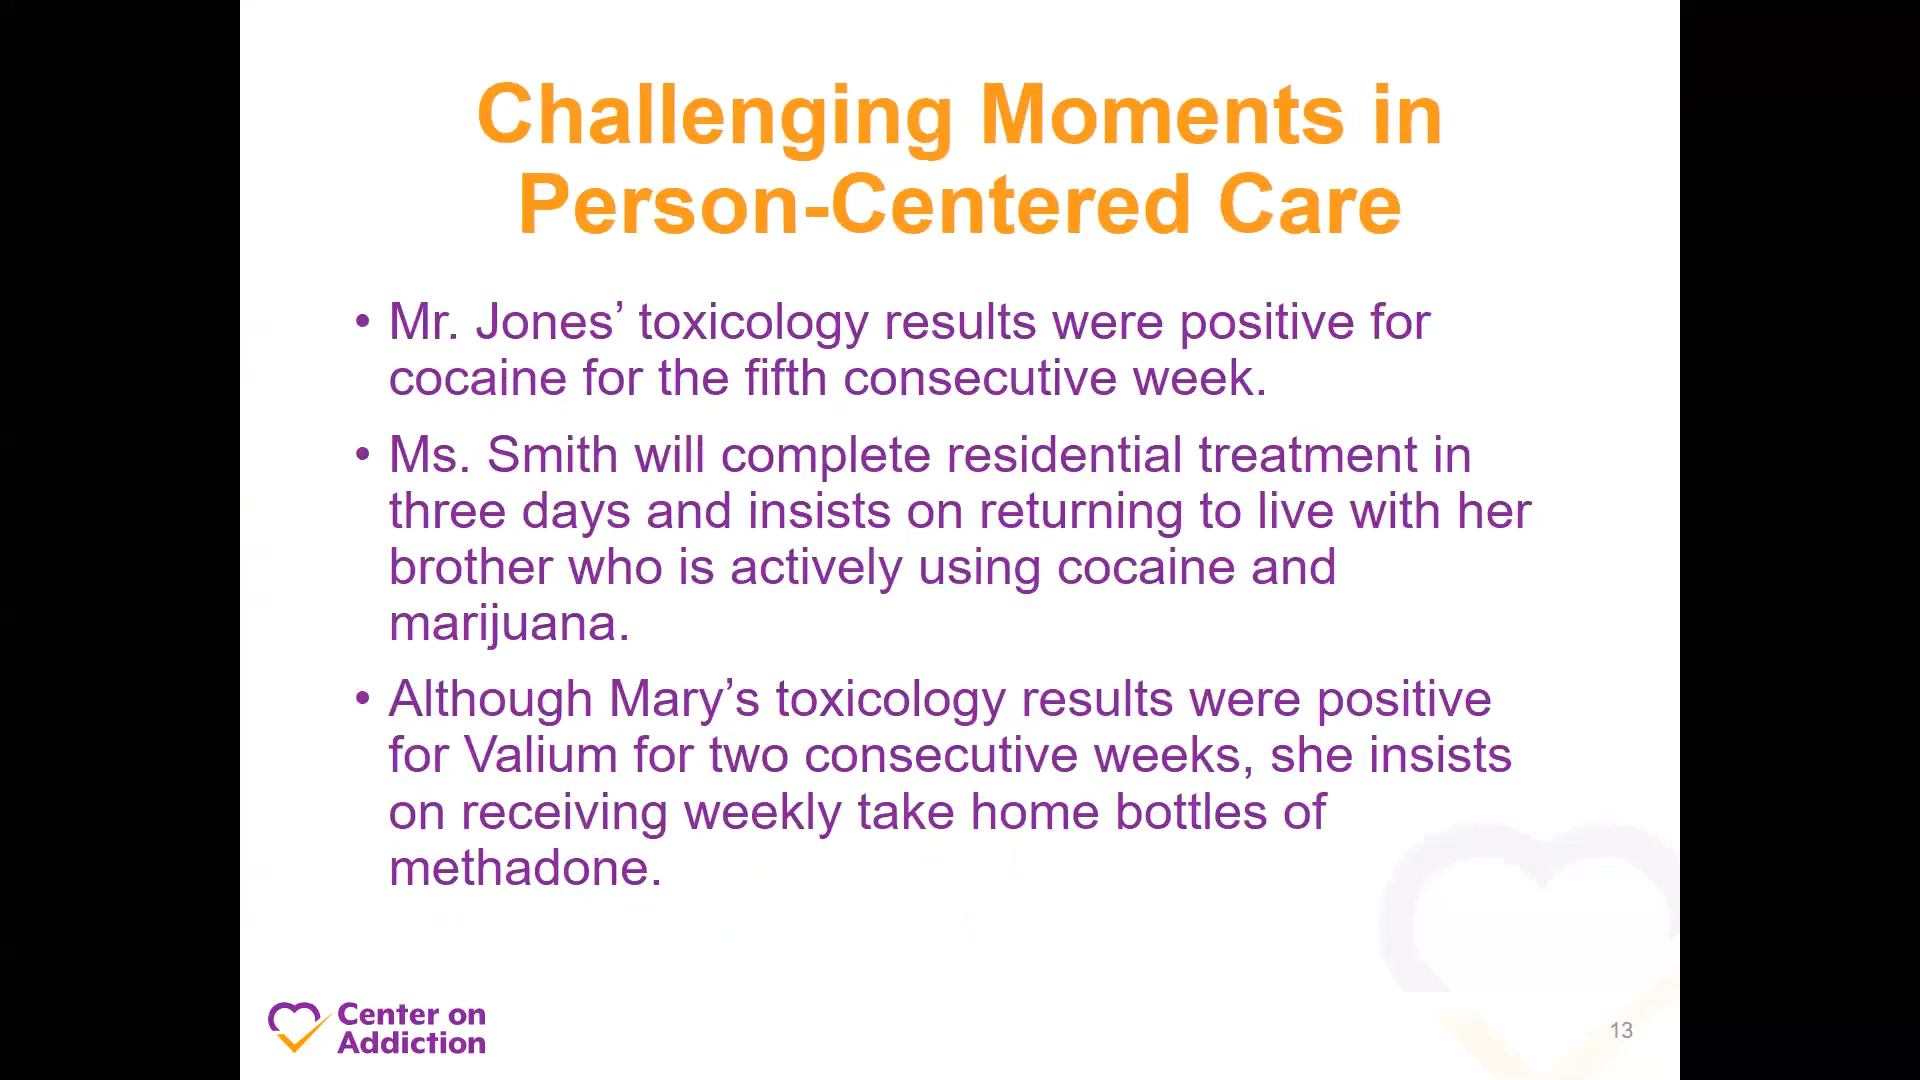 Challenging Moments in
Person-Centered Care
• Mr. Jones’ toxicology results were positive for
cocaine for the fifth consecutive week.
• Ms. Smith will complete residential treatment in
three days and insists on returning to live with her
brother who is actively using cocaine and
marijuana.
• Although Mary’s toxicology results were positive
for Valium for two consecutive weeks, she insists
on receiving weekly take home bottles of
methadone.
Center on
Addiction
13